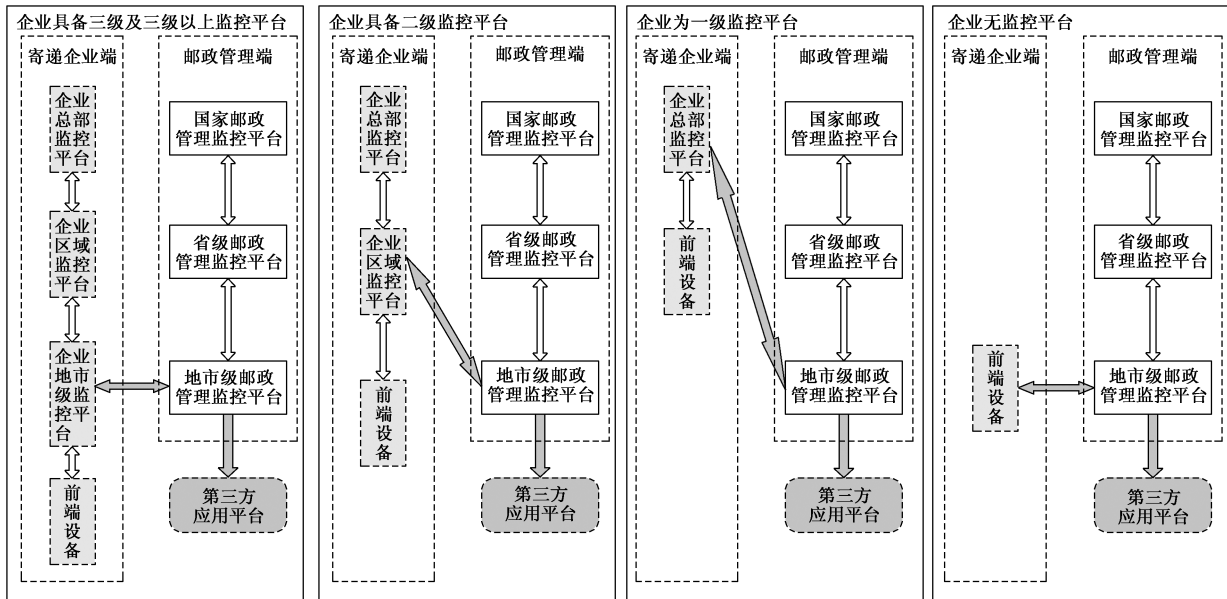 企业具备三级及三级以上监控平台
寄递企业端
邮政管理端
企业
总部
监控
平台
国家邮政
管理监控平台
企业
区域
监控
平台
省级邮政
管理监控平台
企业
地市
级监
控平
台
地市级邮政
管理监控平台
前
端
设
备
第三方
应用平台
企业具备二级监控平台
寄递企业端
邮政管理端
企业
总部
监控
平台
国家邮政
管理监控平台
企业
区域
监控
平台
省级邮政
管理监控平台
前
端
设
备
地市级邮政
管理监控平台
第三方
应用平台
企业为一级监控平台
寄递企业端
邮政管理端
企业
总部
监控
平台
国家邮政
管理监控平台
前
端
设
备
省级邮政
管理监控平台
地市级邮政
管理监控平台
第三方
应用平台
企业无监控平台
寄递企业端
邮政管理端
国家邮政
管理监控平台
省级邮政
管理监控平台
前
端
设
备
地市级邮政
管理监控平台
第三方
应用平台